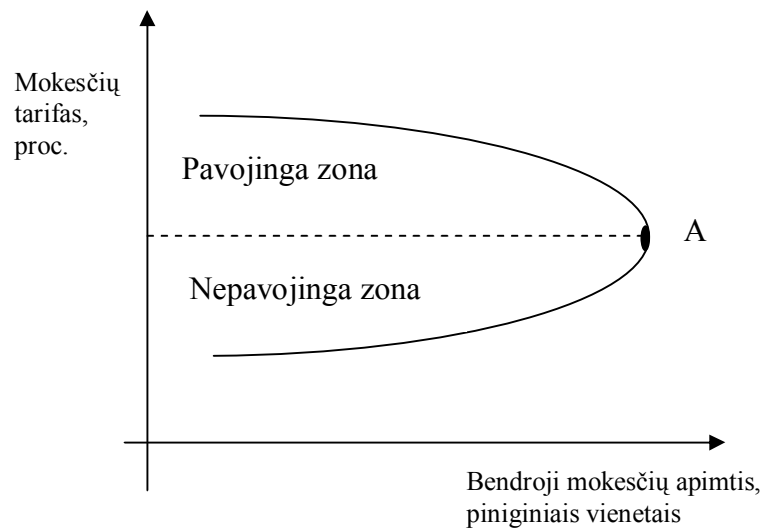 Mokesčių
tarifas,
proc.
Pavojinga zona
A
Nepavojinga zona
Bendroji mokesčių apimtis,
piniginiais vienetais